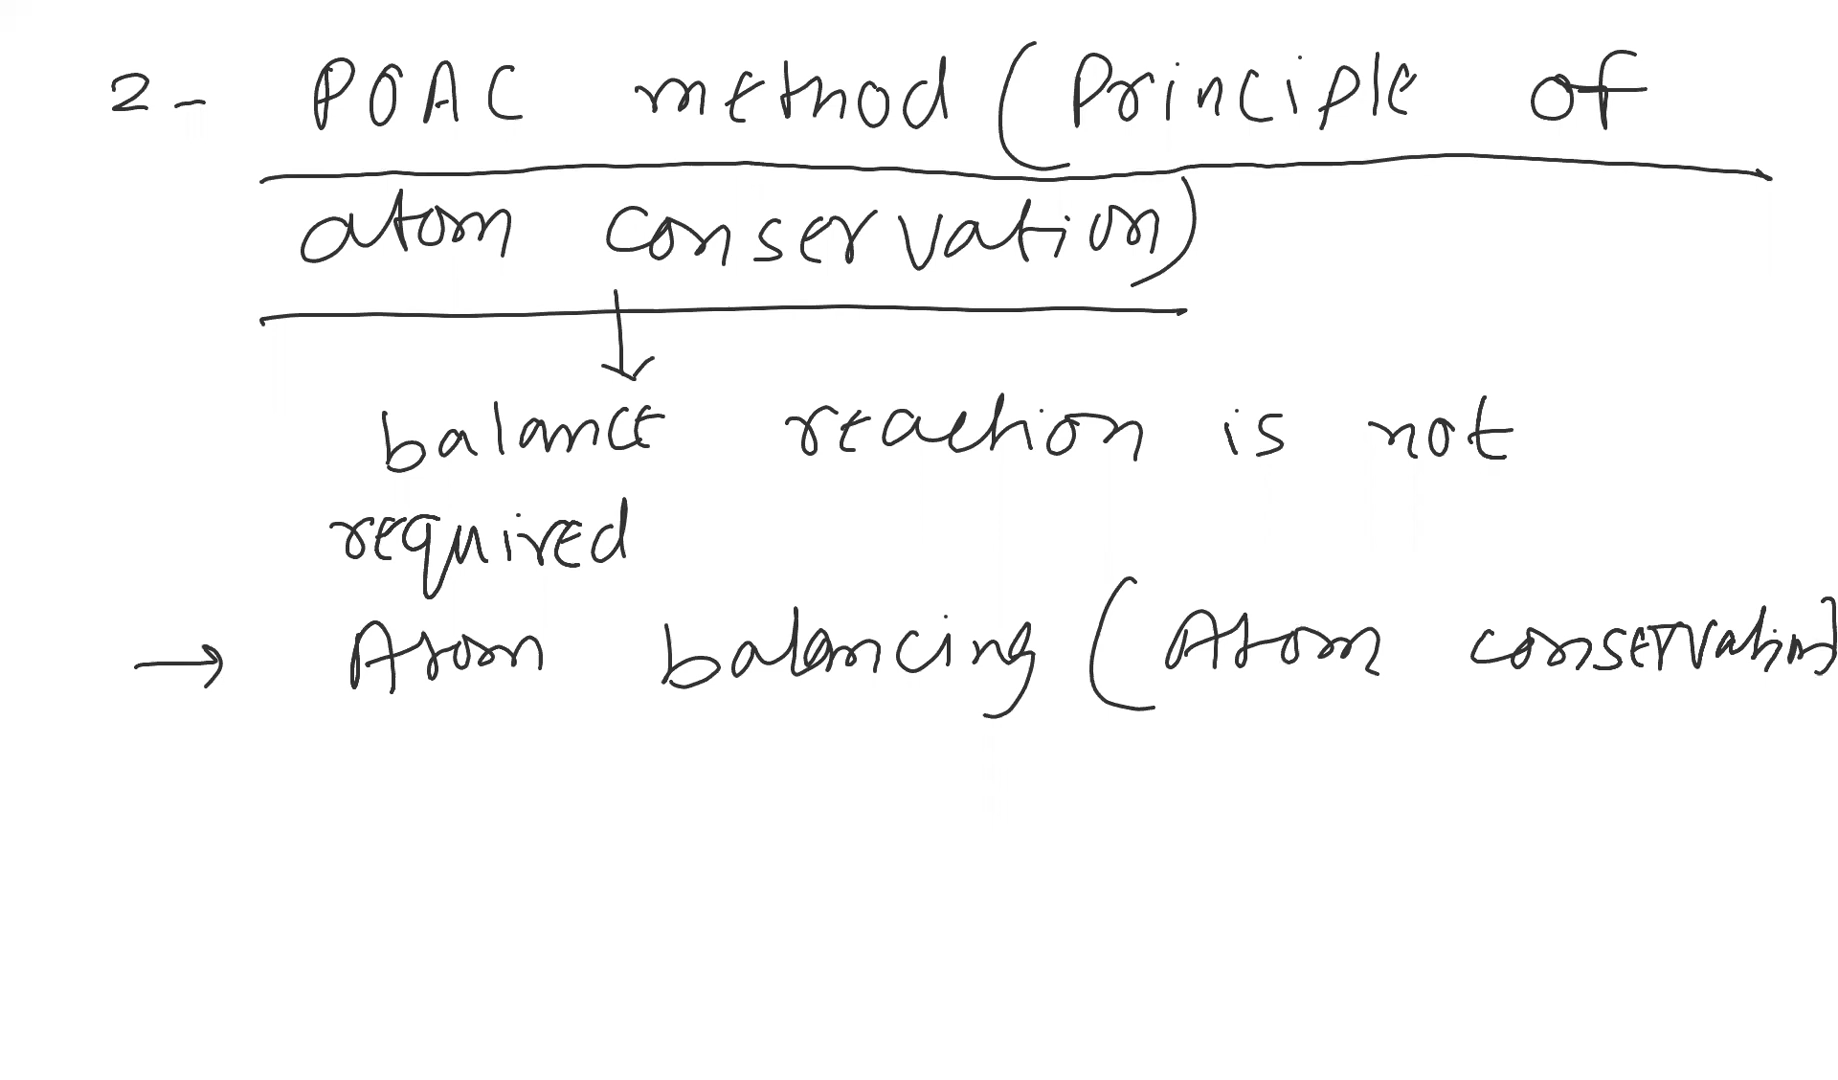 2- POAC method (Principle of
atom conservation)
balance reaction is not
required
→ Atom balancing (Atom conservation)